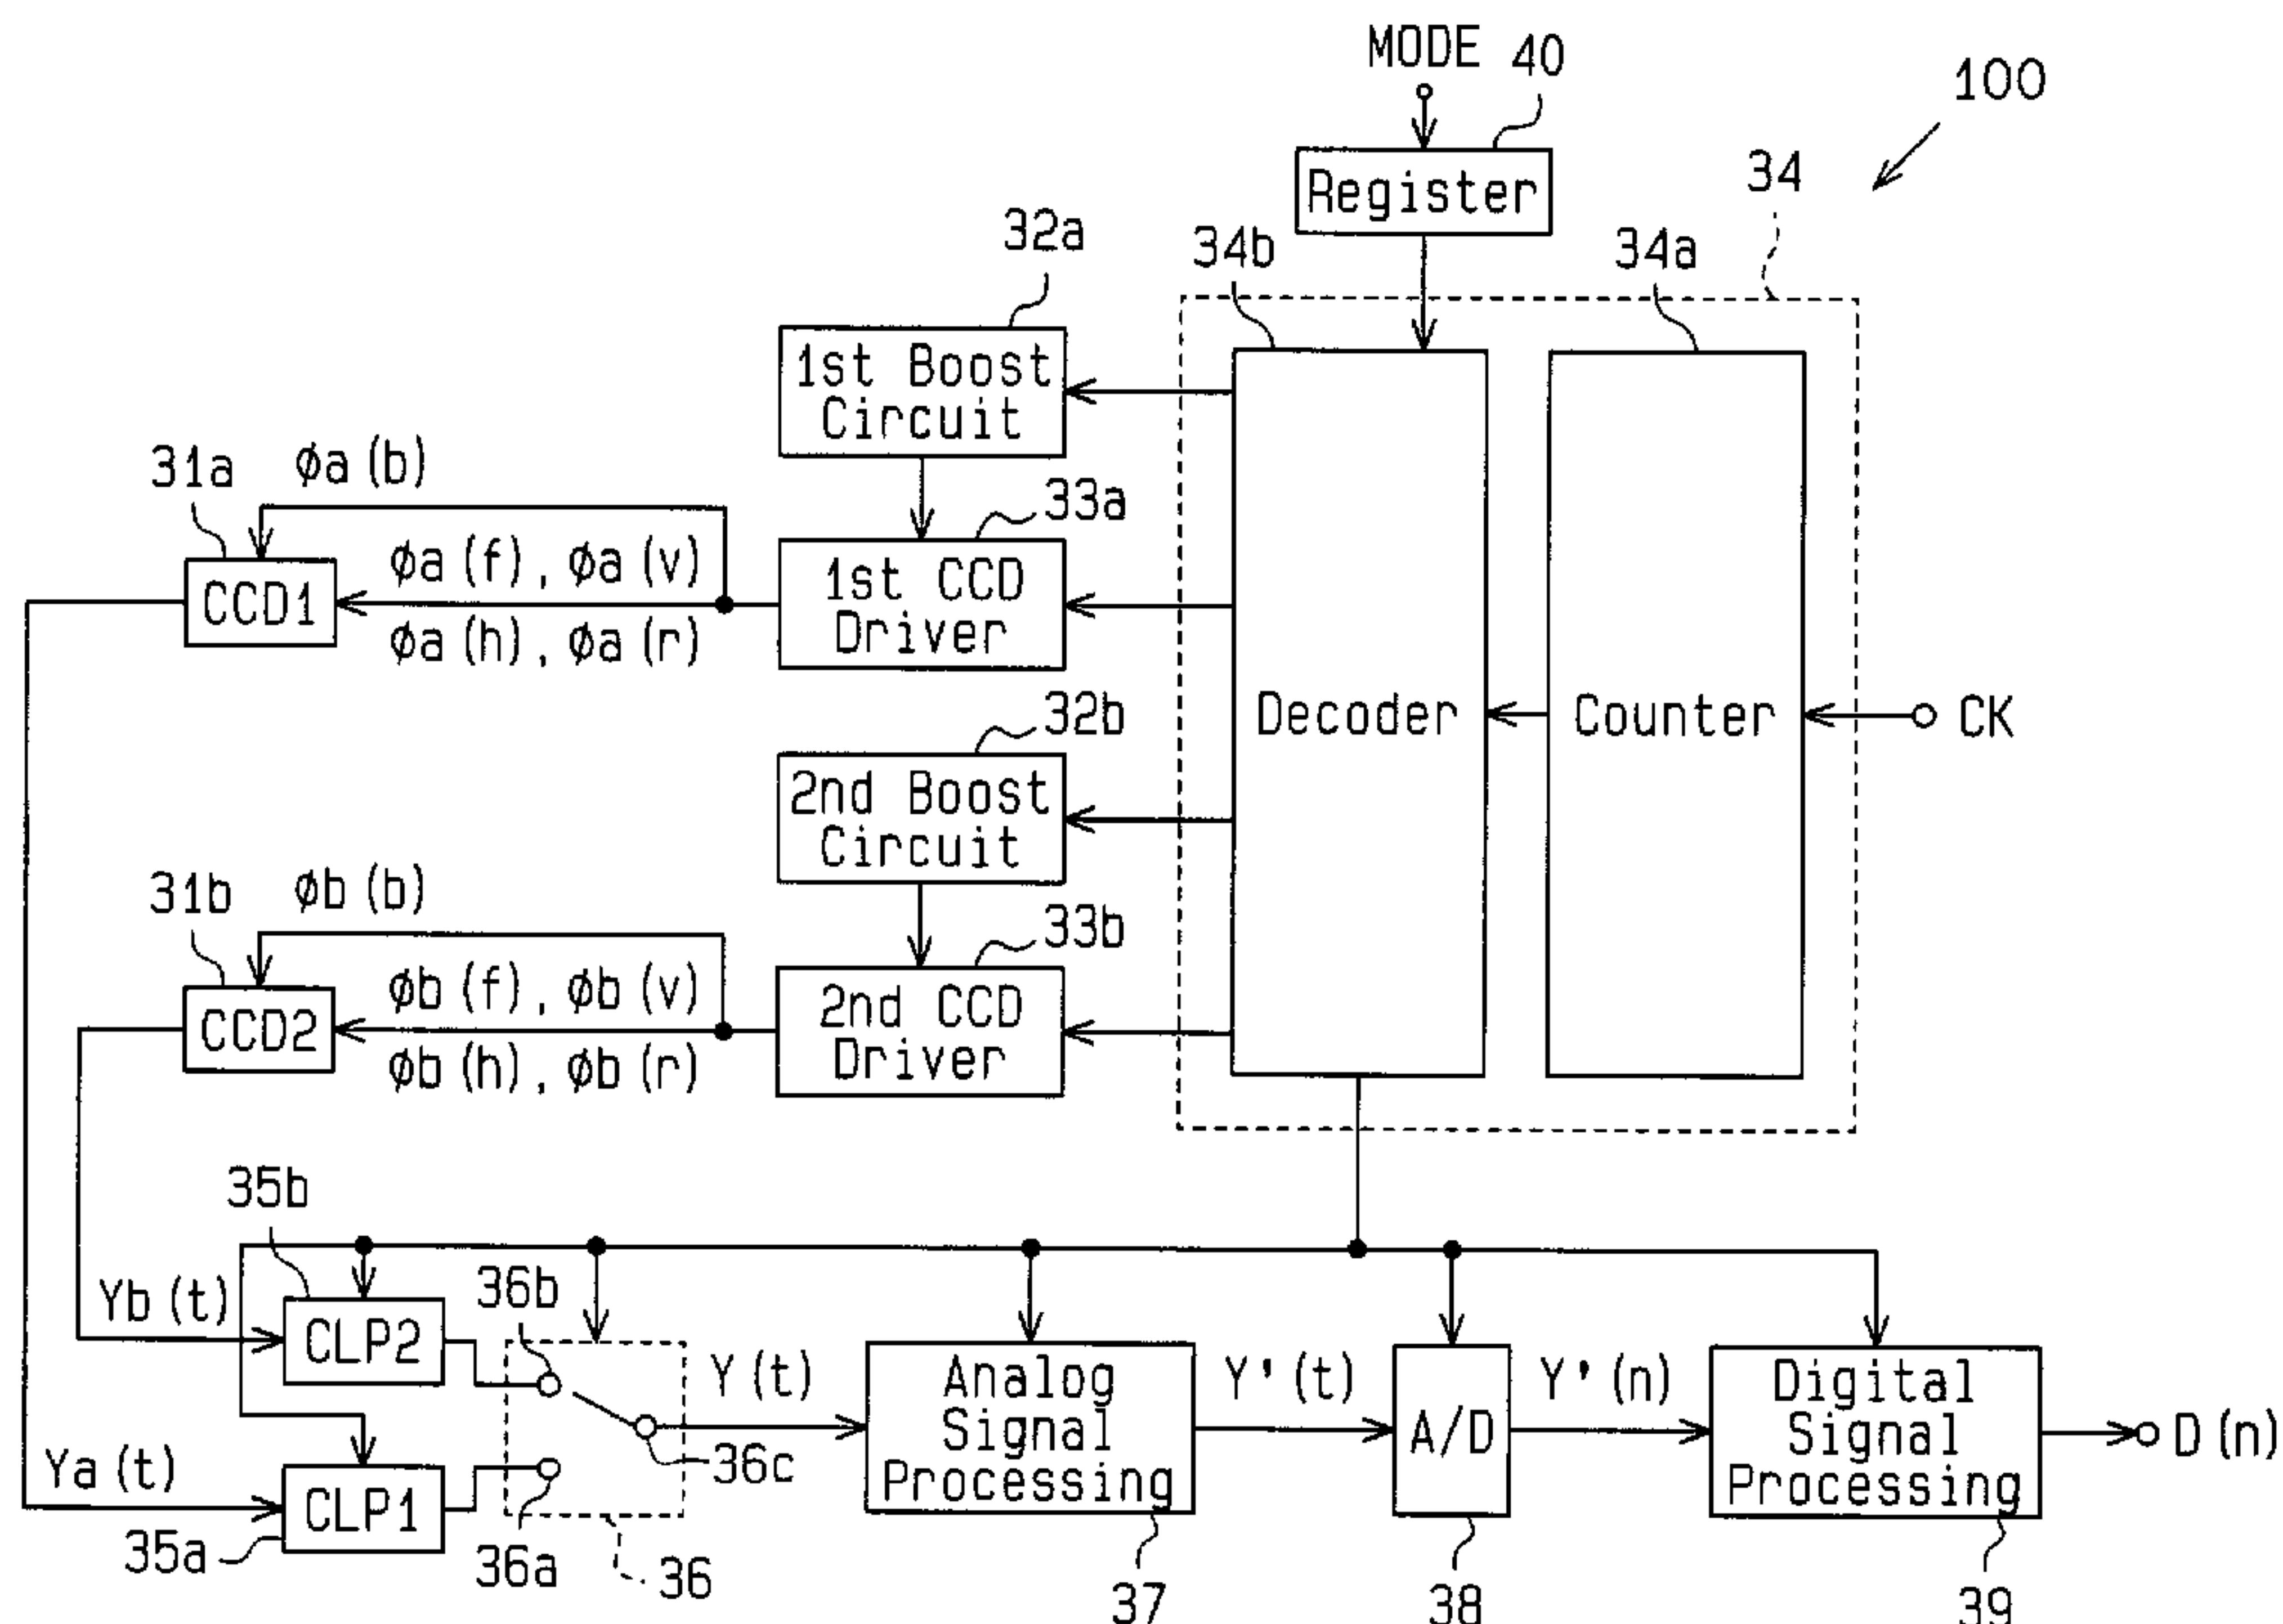 MODE 40
100
Register
34
32a
34b
34a
1st Boost
Circuit
31a
φa (b)
33a
CCD1
φa (f), φa (v)
φa (h), φa (r)
1st CCD
Driver
32b
Decoder
Counter
CK
2nd Boost
Circuit
31b
φb (b)
33b
CCD2
φb (f), φb (v)
φb (h), φb (r)
2nd CCD
Driver
35b
Yb (t)
CLP2
36b
Y (t)
Analog
Signal
Processing
Y' (t)
A/D
Y' (n)
Digital
Signal
Processing
D (n)
36c
Ya (t)
CLP1
35a
36a
36
37
38
39